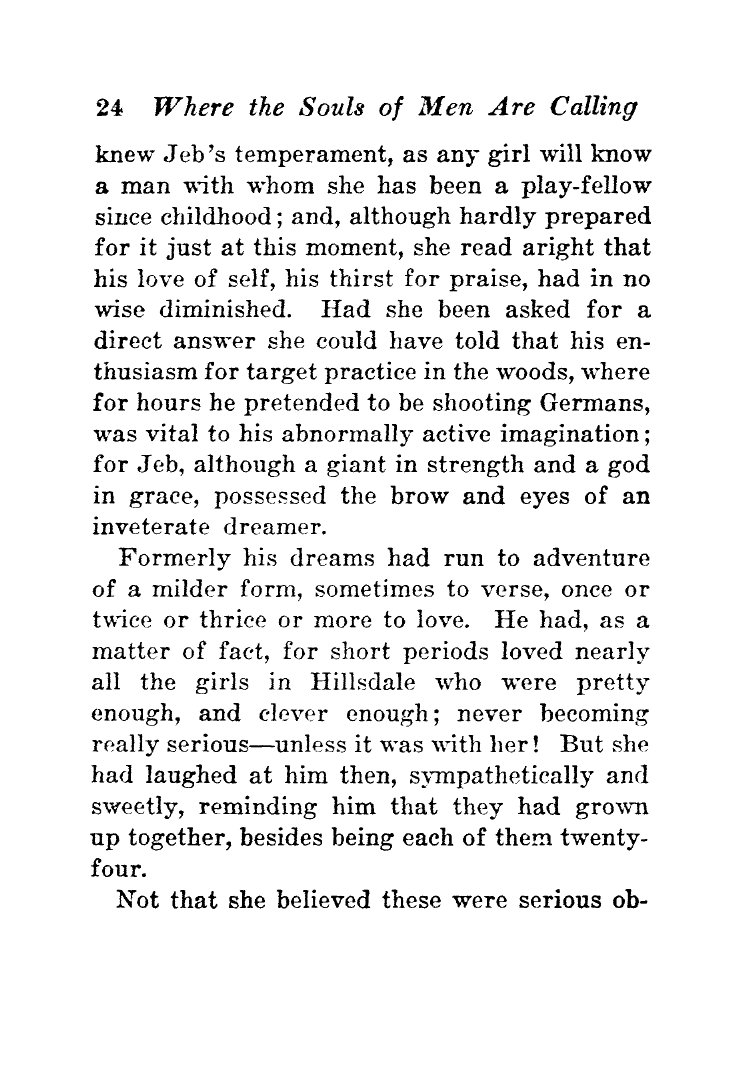 24 Where the Souls of Men Are Calling
knew Jeb's temperament, as any girl will know
a man with whom she has been a play-fellow
since childhood; and, although hardly prepared
for it just at this moment, she read aright that
his love of self, his thirst for praise, had in no
wise diminished. Had she been asked for a
direct answer she could have told that his en-
thusiasm for target practice in the woods, where
for hours he pretended to be shooting Germans,
was vital to his abnormally active imagination;
for Jeb, although a giant in strength and a god
in grace, possessed the brow and eyes of an
inveterate dreamer.
Formerly his dreams had run to adventure
of a milder form, sometimes to verse, once or
twice or thrice or more to love. He had, as a
matter of fact, for short periods loved nearly
all the girls in Hillsdale who were pretty
enough, and clever enough; never becoming
really serious—unless it was with her! But she
had laughed at him then, sympathetically and
sweetly, reminding him that they had grown
up together, besides being each of them twenty-
four.
Not that she believed these were serious ob-